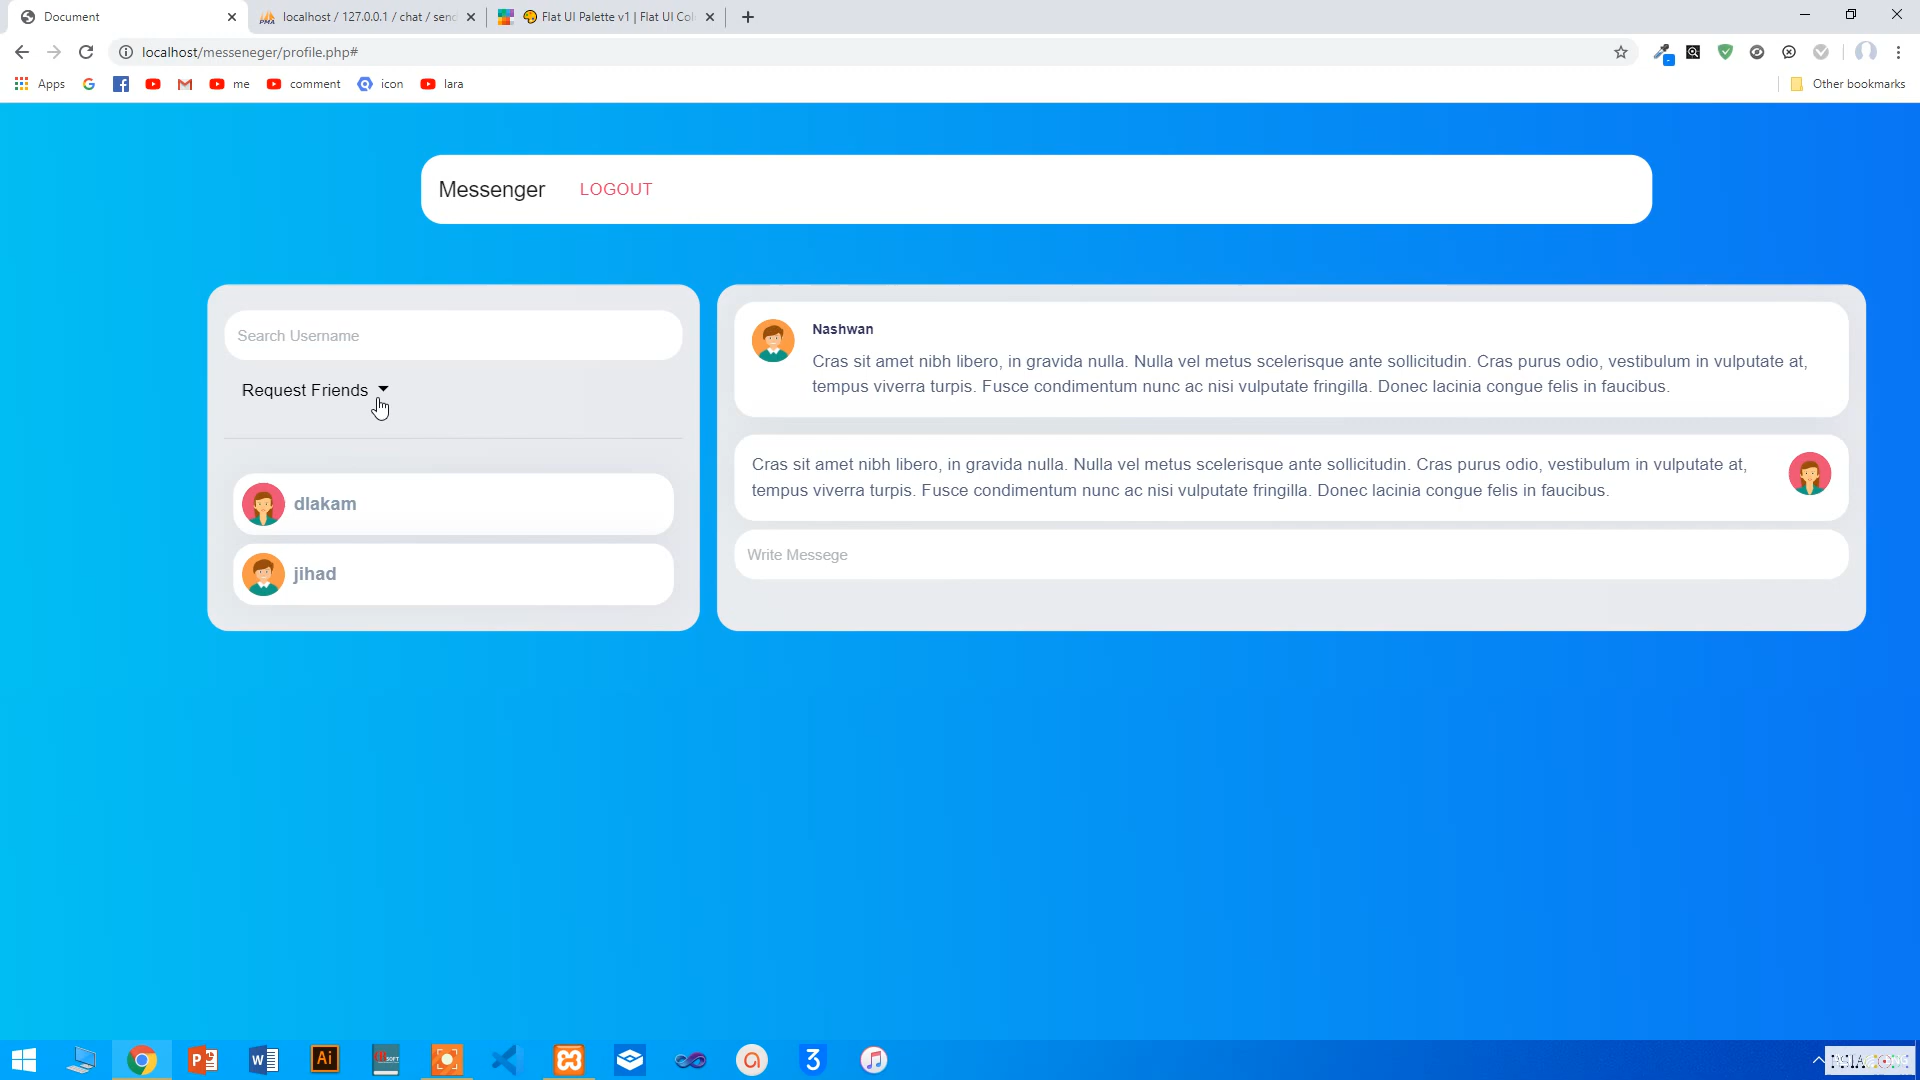 Document
localhost / 127.0.0.1 / chat / send
Flat UI Palette v1 | Flat UI Col
localhost/messeneger/profile.php#
Apps
me
comment
icon
lara
Other bookmarks
Messenger
LOGOUT
Search Username
Request Friends
dlakam
jihad
Nashwan
Cras sit amet nibh libero, in gravida nulla. Nulla vel metus scelerisque ante sollicitudin. Cras purus odio, vestibulum in vulputate at,
tempus viverra turpis. Fusce condimentum nunc ac nisi vulputate fringilla. Donec lacinia congue felis in faucibus.
Cras sit amet nibh libero, in gravida nulla. Nulla vel metus scelerisque ante sollicitudin. Cras purus odio, vestibulum in vulputate at,
tempus viverra turpis. Fusce condimentum nunc ac nisi vulputate fringilla. Donec lacinia congue felis in faucibus.
Write Messege